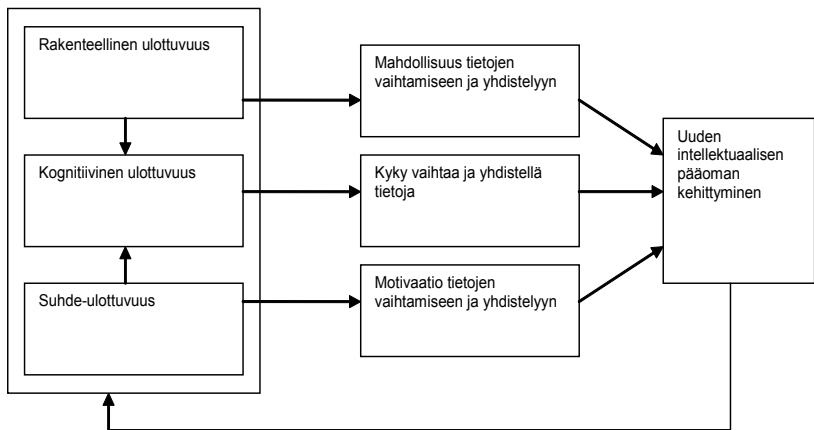 Rakenteellinen ulottuvuus
Mahdollisuus tietojen
vaihtamiseen ja yhdistelyyn
Uuden
intellektuaalisen
pääoman
kehittyminen
Kognitiivinen ulottuvuus
Kyky vaihtaa ja yhdistellä
tietoja
Suhde-ulottuvuus
Motivaatio tietojen
vaihtamiseen ja yhdistelyyn